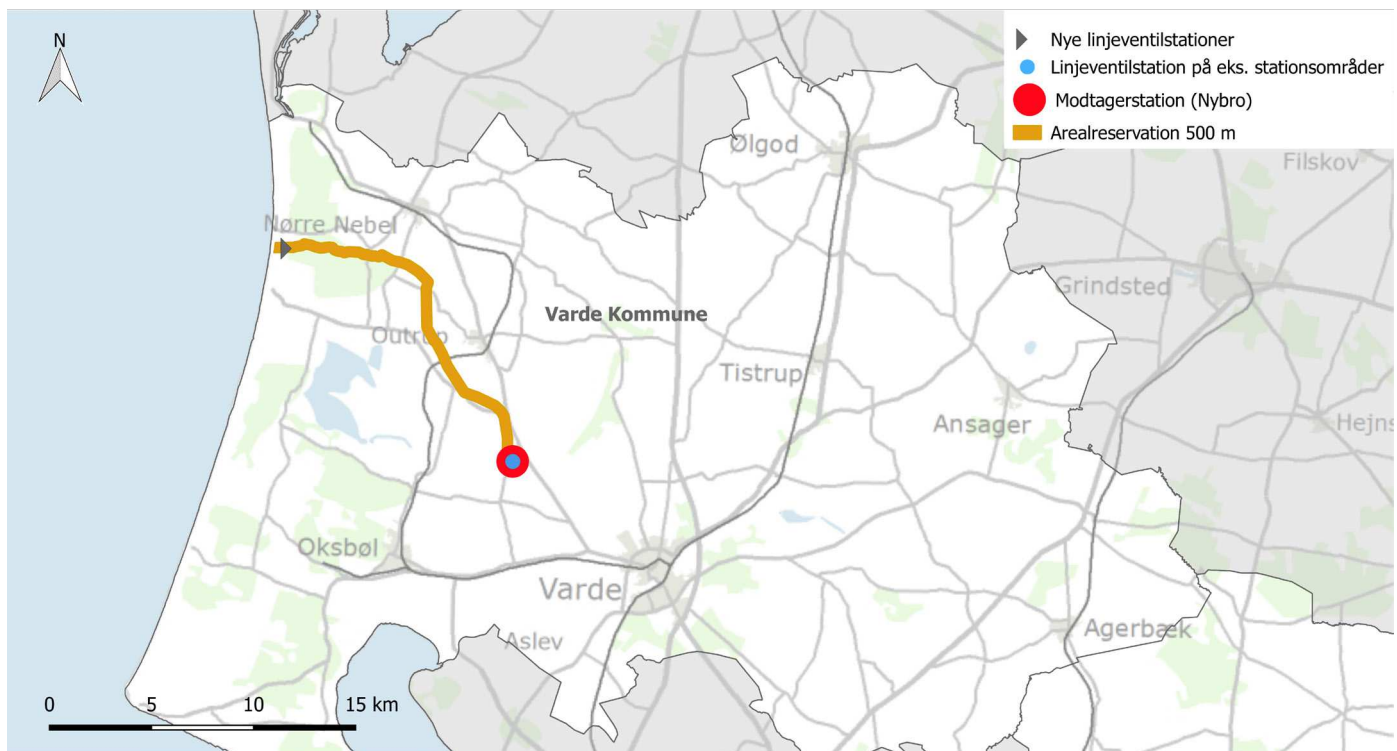 N
Nye linjeventilstationer
Linjeventilstation på eks. stationsområder
Modtagerstation (Nybro)
Arealreservation 500 m
Ølgod
Filskov
Nørre Nebel
Grindsted
Varde Kommune
Outrup
Tistrup
Ansager
Hejns
Oksbøl
Varde
Agerbæk
Aslev
0 5 10 15 km